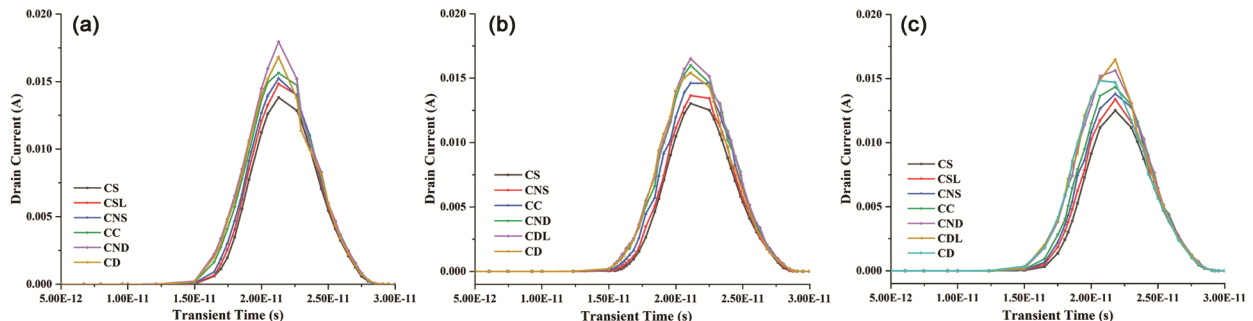 (a)
0.020
0.015
0.010
0.005
0.000
Drain Current (A)
CS
CSL
CNS
CC
CND
CD
5.00E-12 1.00E-11 1.50E-11 2.00E-11 2.50E-11 3.00E-11
Transient Time (s)
(b)
0.020
0.015
0.010
0.005
0.000
Drain Current (A)
CS
CNS
CC
CND
CDL
CD
5.00E-12 1.00E-11 1.50E-11 2.00E-11 2.50E-11 3.00E-11
Transient Time (s)
(c)
0.020
0.015
0.010
0.005
0.000
Drain Current (A)
CS
CSL
CNS
CC
CND
CDL
CD
5.00E-12 1.00E-11 1.50E-11 2.00E-11 2.50E-11 3.00E-11
Transient Time (s)